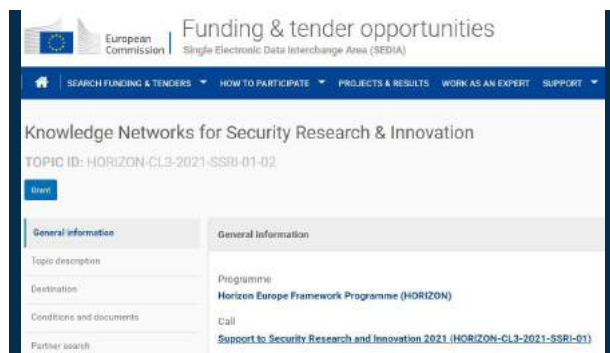 European
Commission
Funding & tender opportunities
Single Electronic Data Interchange Area (SEDIA)
SEARCH FUNDING & TENDERS HOW TO PARTICIPATE PROJECTS & RESULTS WORK AS AN EXPERT SUPPORT
Knowledge Networks for Security Research & Innovation
TOPIC ID: HORIZON-CL3-2021-SSRI-01-02
Grant
General information
General information
Topic description
Destination
Conditions and documents
Partner search
Programme
Horizon Europe Framework Programme (HORIZON)
Call
Support to Security Research and Innovation 2021 (HORIZON-CL3-2021-SSRI-01)